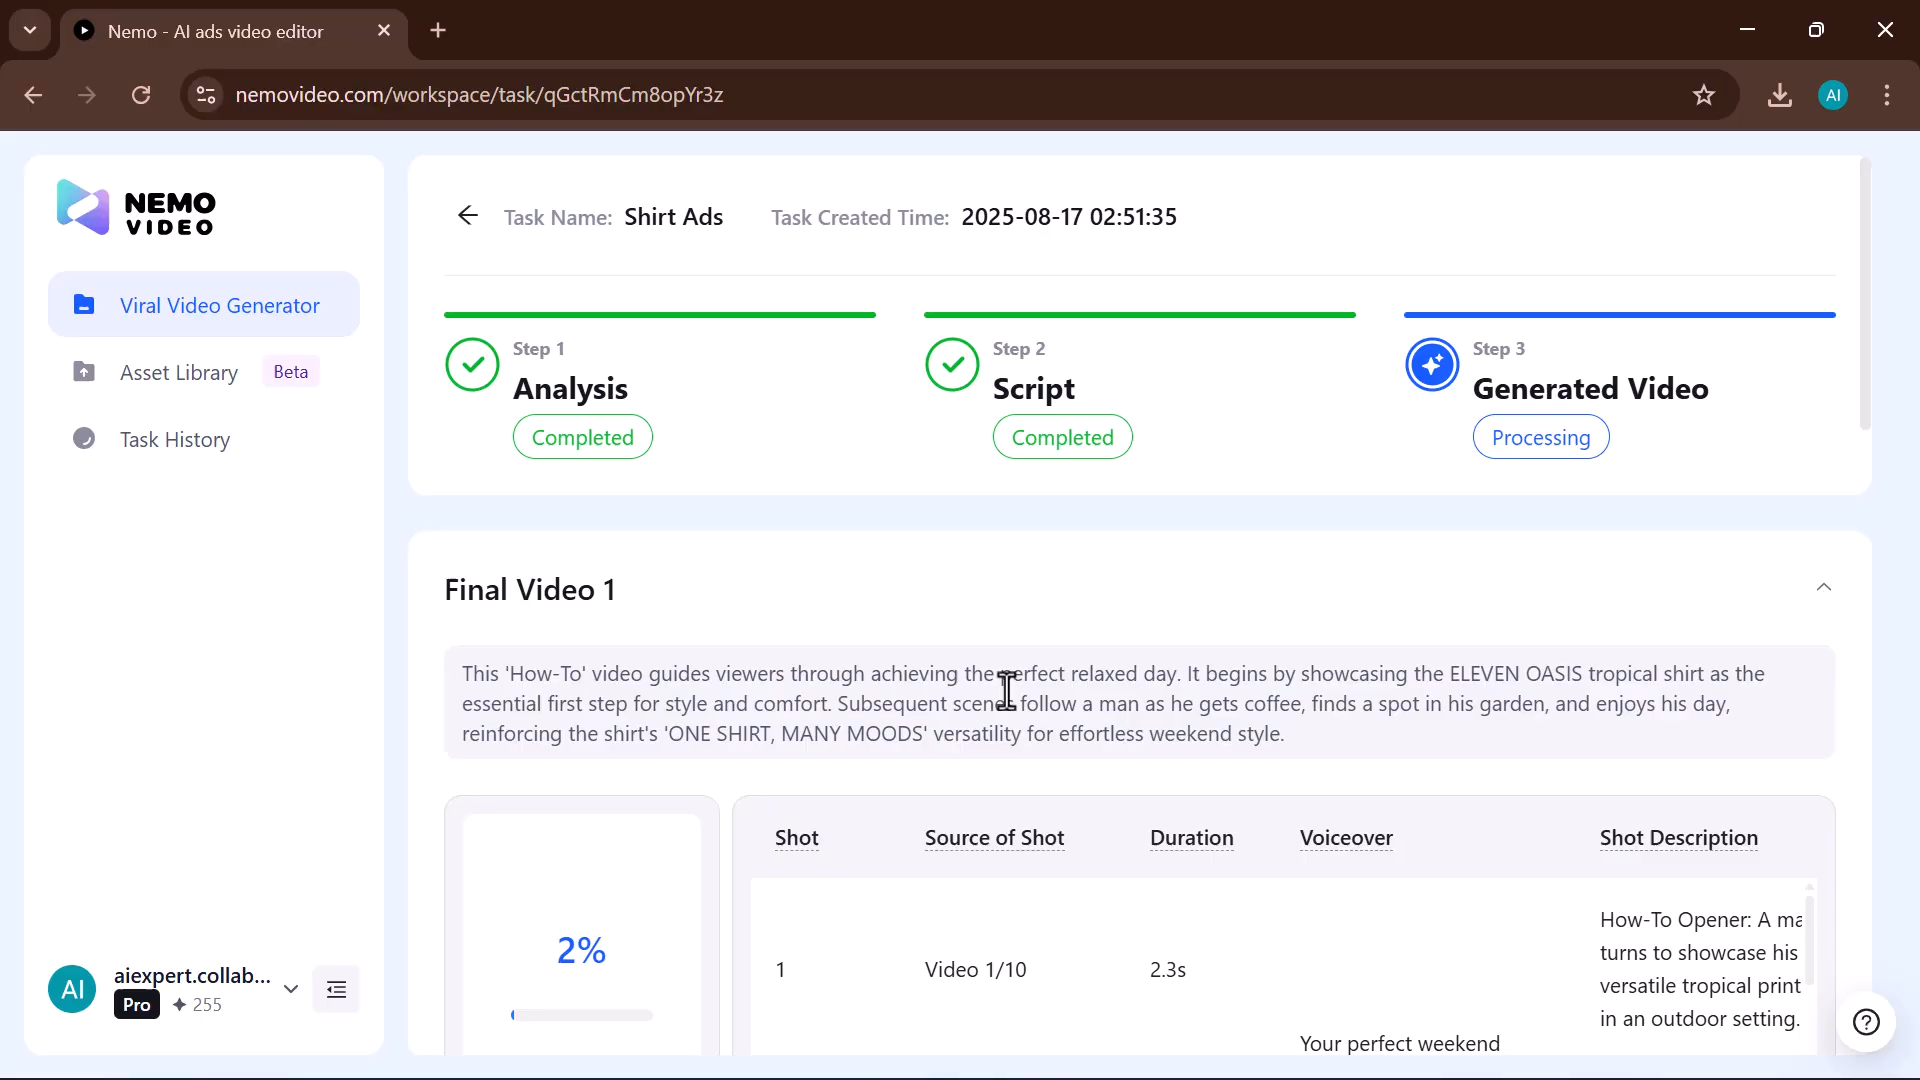 Nemo - AI ads video editor
nemovideo.com/workspace/task/qGctRmCm8opYr3z
AI
NEMO
VIDEO
Viral Video Generator
Asset Library Beta
Task History
AI
aiexpert.collab...
Pro 255
Task Name: Shirt Ads Task Created Time: 2025-08-17 02:51:35
Step 1
Analysis
Completed
Step 2
Script
Completed
Step 3
Generated Video
Processing
Final Video 1
This 'How-To' video guides viewers through achieving the perfect relaxed day. It begins by showcasing the ELEVEN OASIS tropical shirt as the
essential first step for style and comfort. Subsequent scenes follow a man as he gets coffee, finds a spot in his garden, and enjoys his day,
reinforcing the shirt's 'ONE SHIRT, MANY MOODS' versatility for effortless weekend style.
2%
Shot Source of Shot Duration Voiceover Shot Description
1 Video 1/10 2.3s
Your perfect weekend
How-To Opener: A ma
turns to showcase his
versatile tropical print
in an outdoor setting.